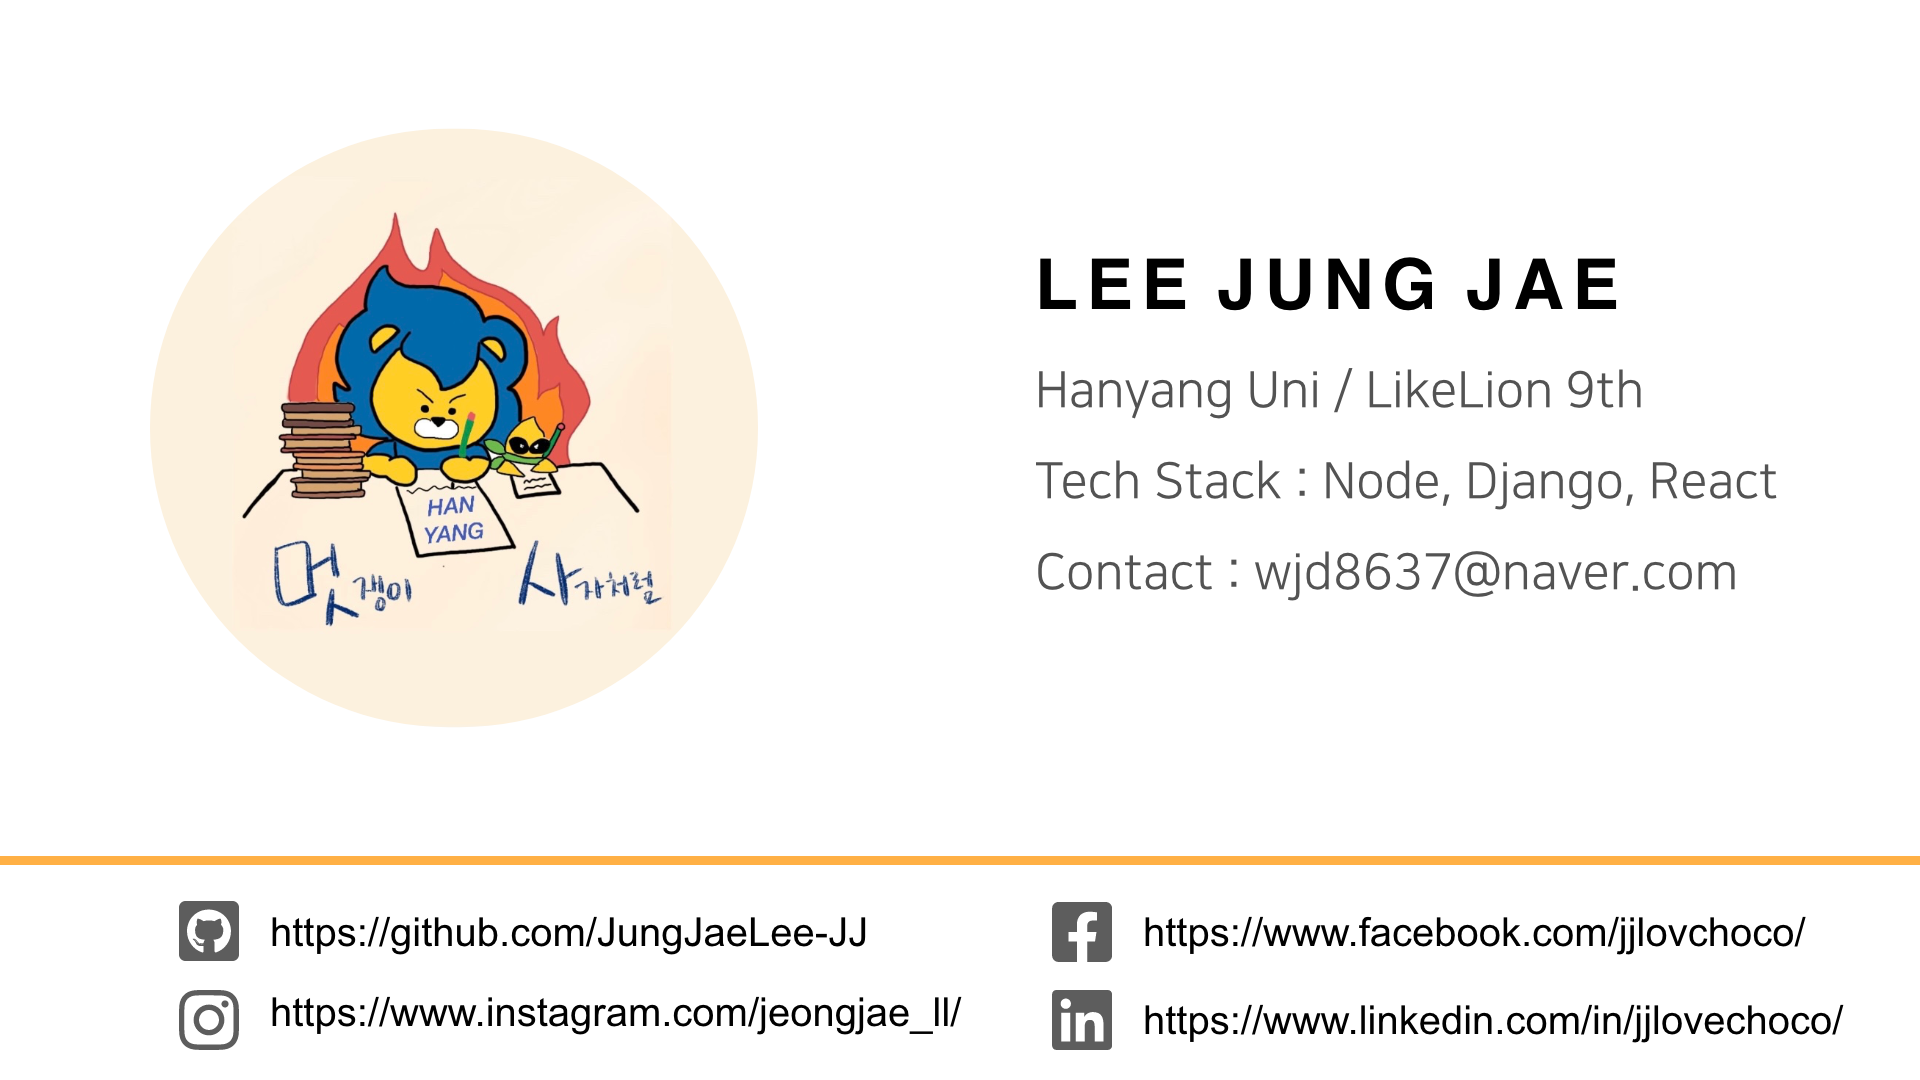 HAN
YANG
멋쟁이 사자처럼
LEE JUNG JAE
Hanyang Uni / LikeLion 9th
Tech Stack : Node, Django, React
Contact : wjd8637@naver.com
https://github.com/JungJaeLee-JJ
https://www.facebook.com/jjlovchoco/
https://www.instagram.com/jeongjae_ll/
https://www.linkedin.com/in/jjlovechoco/